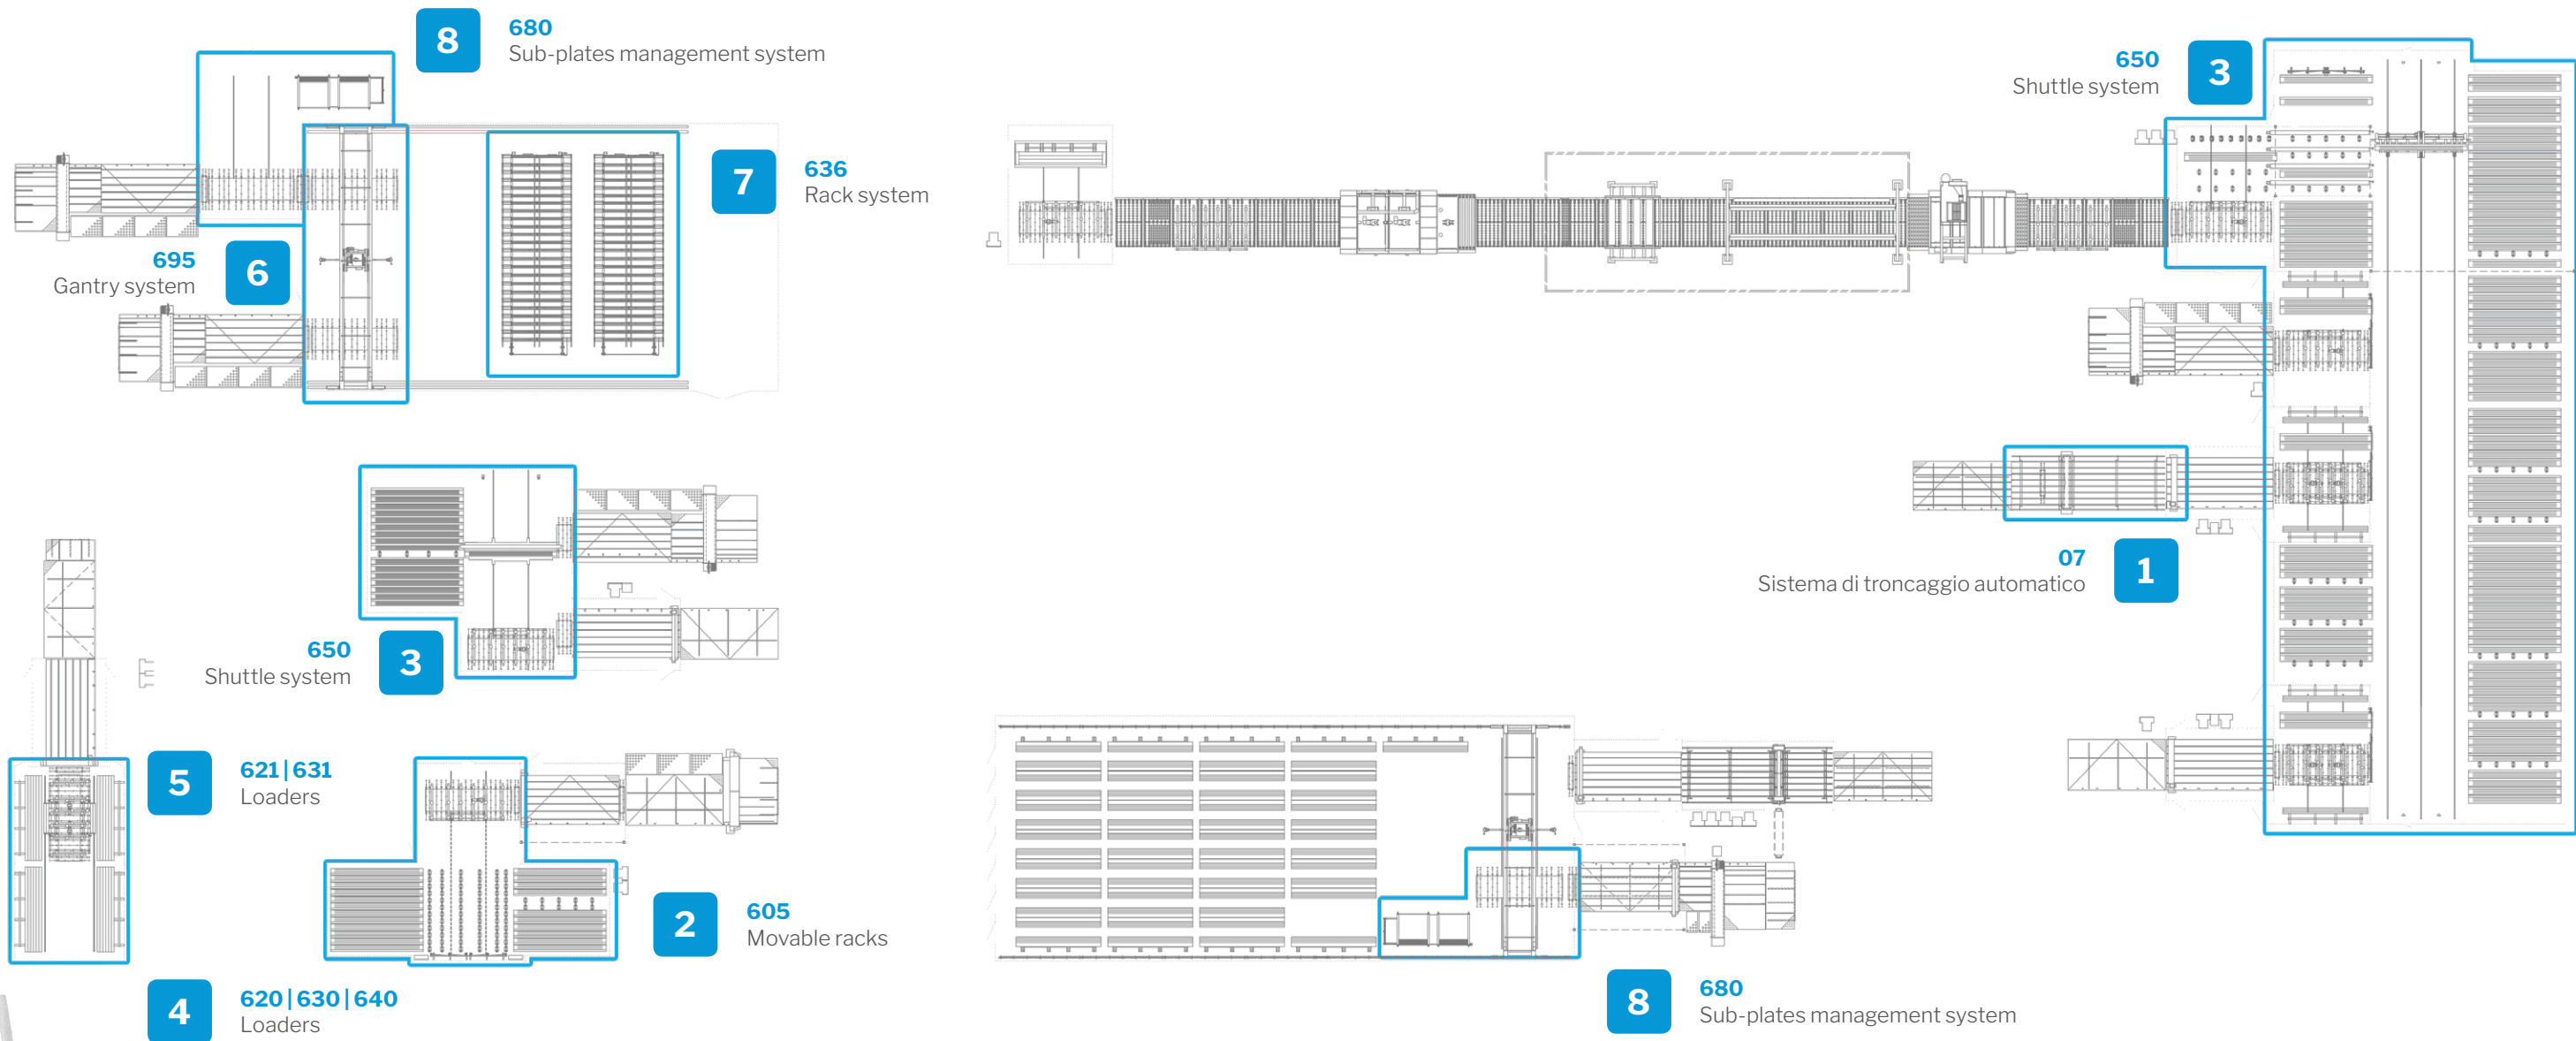 8
680
Sub-plates management system
650
Shuttle system
3
7
636
Rack system
695
Gantry system
6
07
Sistema di troncaggio automatico
1
650
Shuttle system
3
5
621 | 631
Loaders
2
605
Movable racks
4
620 | 630 | 640
Loaders
8
680
Sub-plates management system